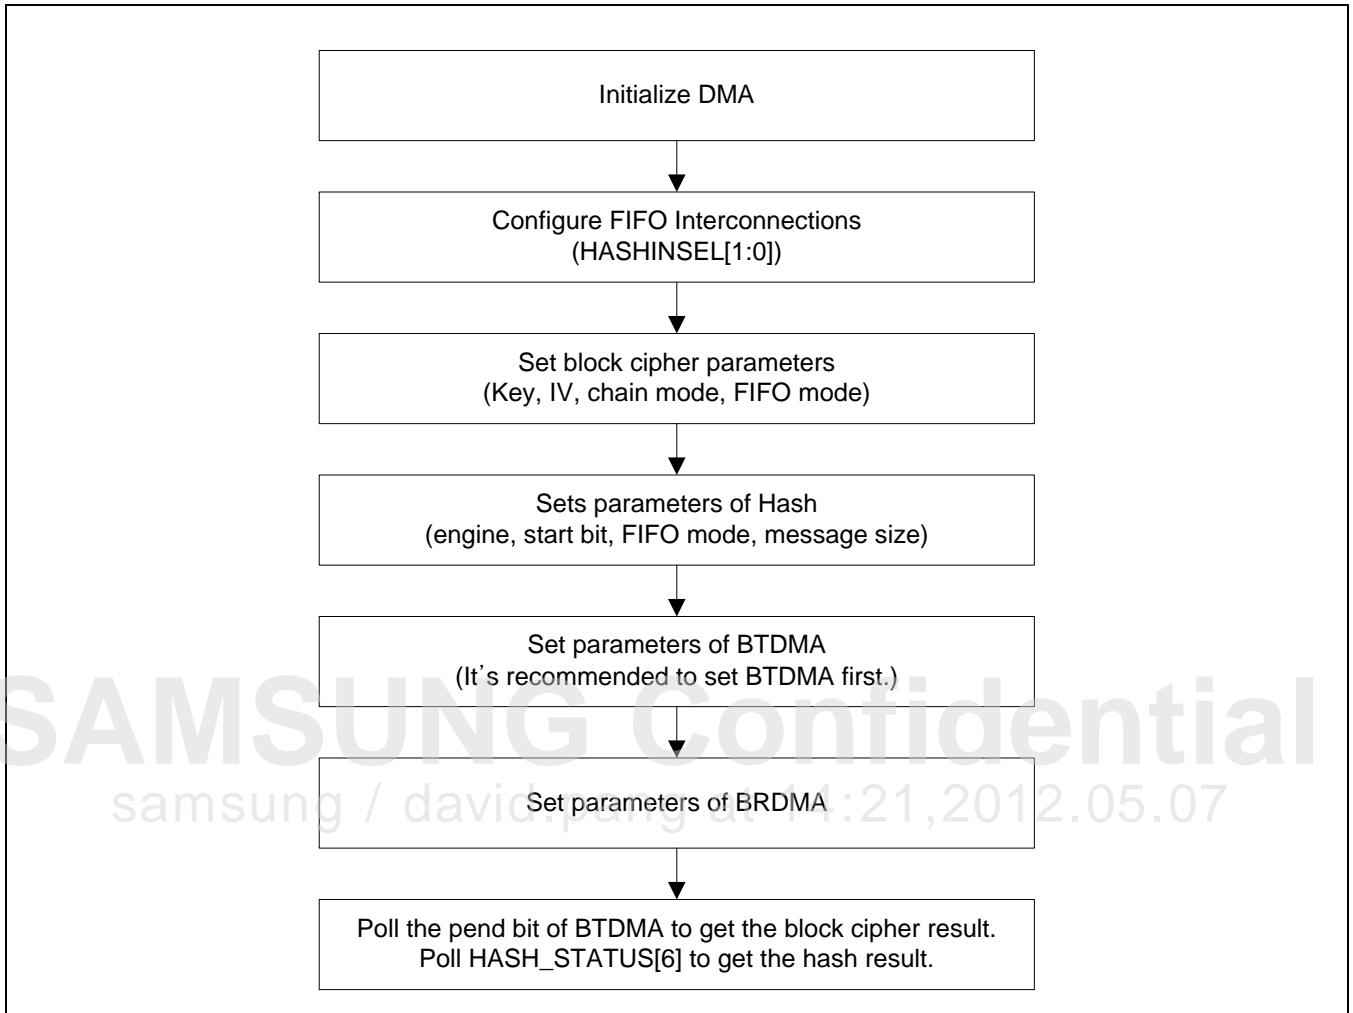 Initialize DMA
Configure FIFO Interconnections
(HASHINSEL[1:0])
Set block cipher parameters
(Key, IV, chain mode, FIFO mode)
Sets parameters of Hash
(engine, start bit, FIFO mode, message size)
Set parameters of BTDMA
(It's recommended to set BTDMA first.)
SAMSUNG Confidential
Set parameters of BRDMA
samsung / david.pang at 14:21,2012.05.07
Poll the pend bit of BTDMA to get the block cipher result.
Poll HASH_STATUS[6] to get the hash result.